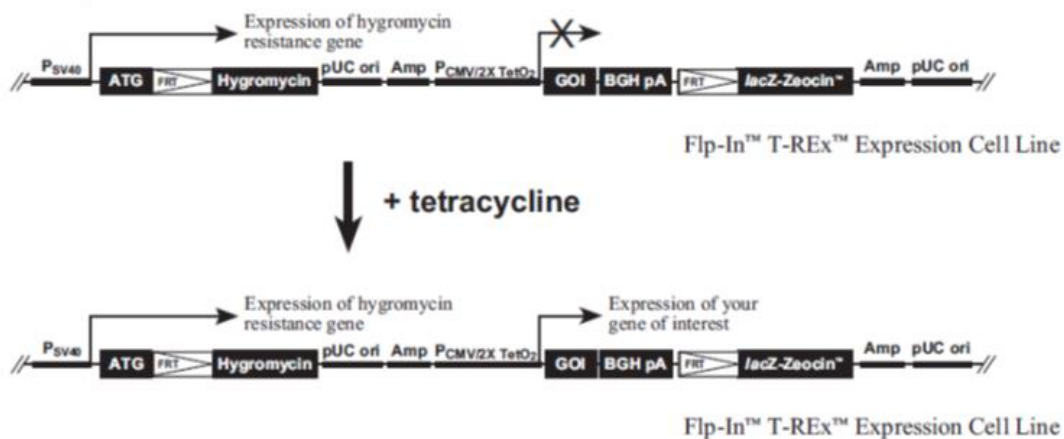 Expression of hygromycin
resistance gene
PSV40 ATG FRT Hygromycin pUC ori Amp PCMV/2X TetO2 GOI BGH pA FRT lacZ-Zeocin™ Amp pUC ori
Flp-In™ T-REx™ Expression Cell Line
+ tetracycline
Expression of hygromycin
resistance gene
Expression of your
gene of interest
PSV40 ATG FRT Hygromycin pUC ori Amp PCMV/2X TetO2 GOI BGH pA FRT lacZ-Zeocin™ Amp pUC ori
Flp-In™ T-REx™ Expression Cell Line